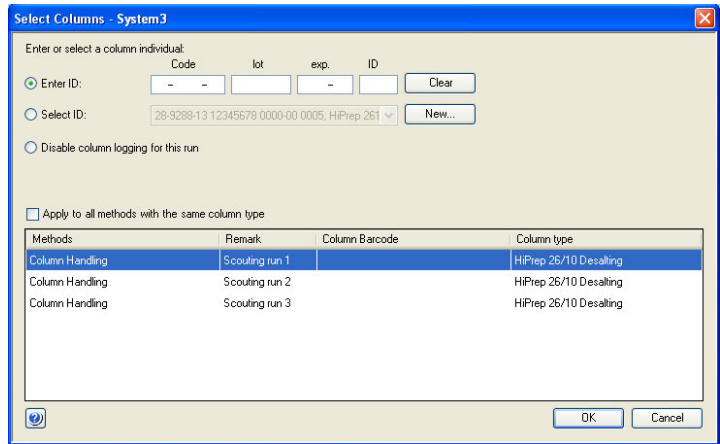 Select Columns - System3
Enter or select a column individual:
Code lot exp. ID
Enter ID: - - - Clear
Select ID: 28-9288-13 12345678 0000-00 0005, HiPrep 261 New...
Disable column logging for this run
Apply to all methods with the same column type
Methods Remark Column Barcode Column type
Column Handling Scouting run 1 HiPrep 26/10 Desalting
Column Handling Scouting run 2 HiPrep 26/10 Desalting
Column Handling Scouting run 3 HiPrep 26/10 Desalting
OK Cancel